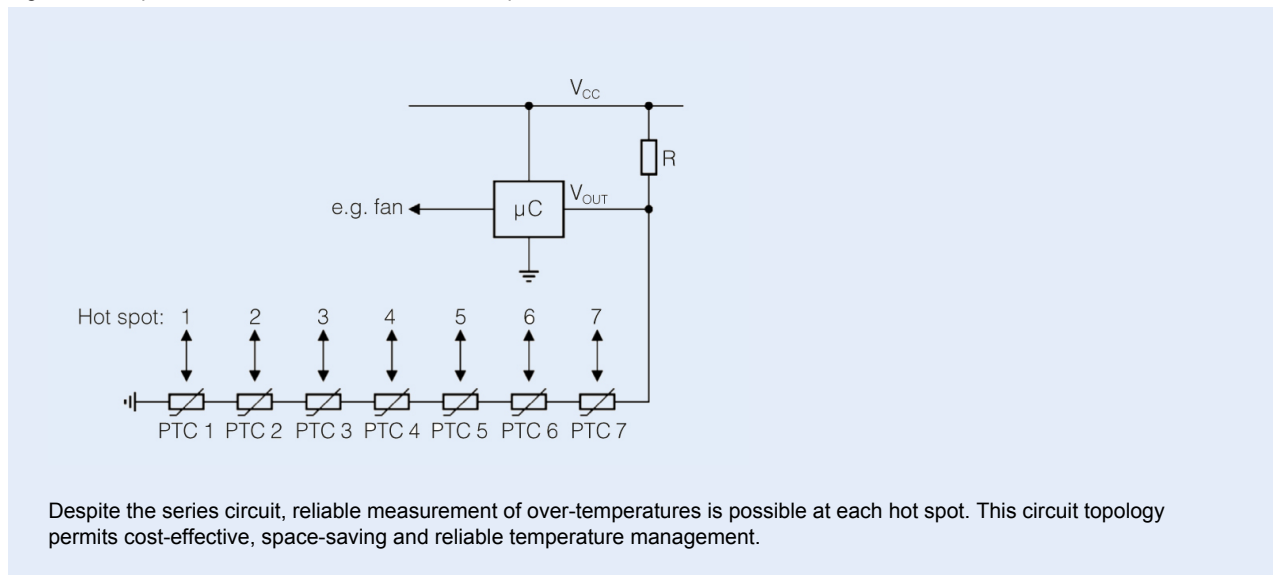 V_CC
R
V_OUT
e.g. fan
µC
Hot spot: 1 2 3 4 5 6 7
PTC 1 PTC 2 PTC 3 PTC 4 PTC 5 PTC 6 PTC 7
Despite the series circuit, reliable measurement of over-temperatures is possible at each hot spot. This circuit topology
permits cost-effective, space-saving and reliable temperature management.